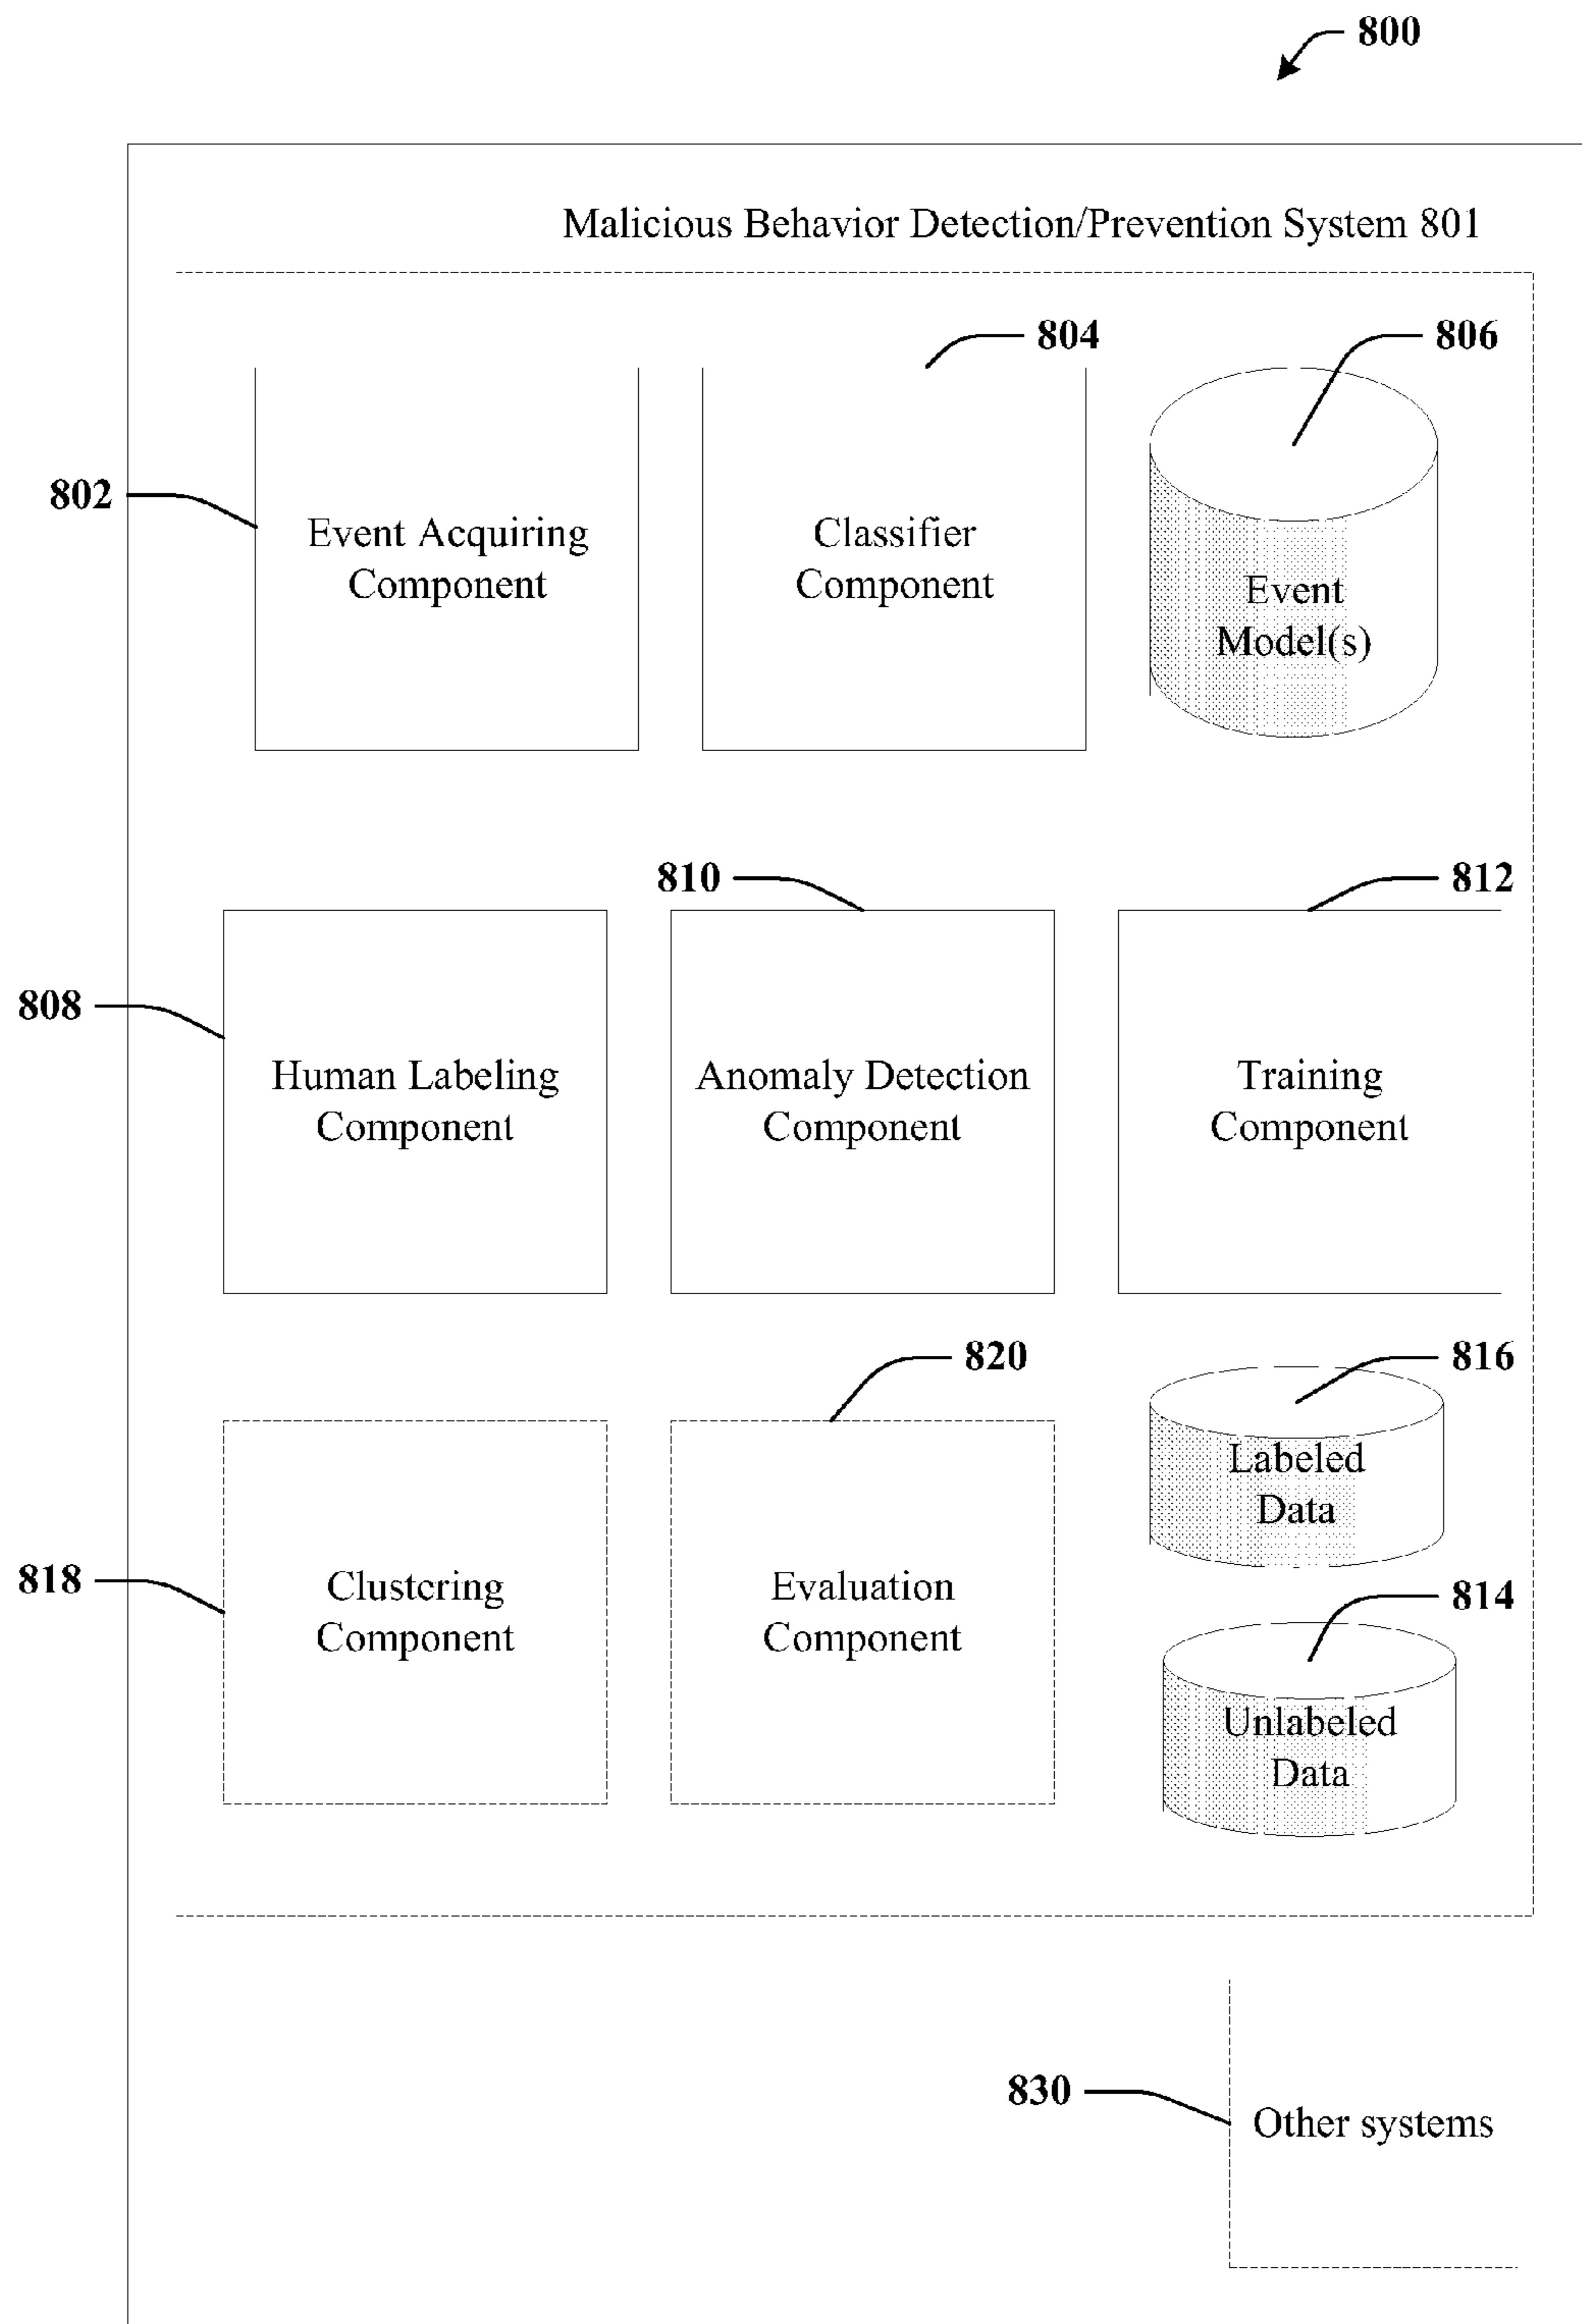 800
Malicious Behavior Detection/Prevention System 801
804
806
802
Event Acquiring
Component
Classifier
Component
Event
Model(s)
810
812
808
Human Labeling
Component
Anomaly Detection
Component
Training
Component
820
816
818
Clustering
Component
Evaluation
Component
Labeled
Data
814
Unlabeled
Data
830
Other systems